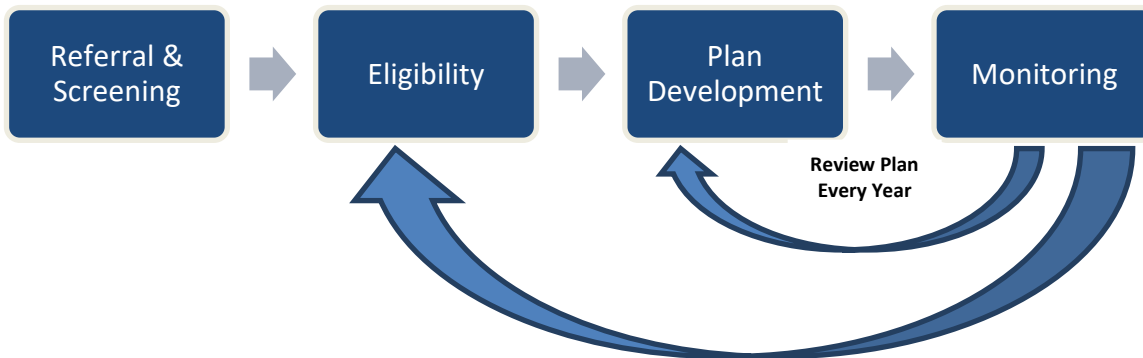 Referral &
Screening
Eligibility
Plan
Development
Monitoring
Review Plan
Every Year